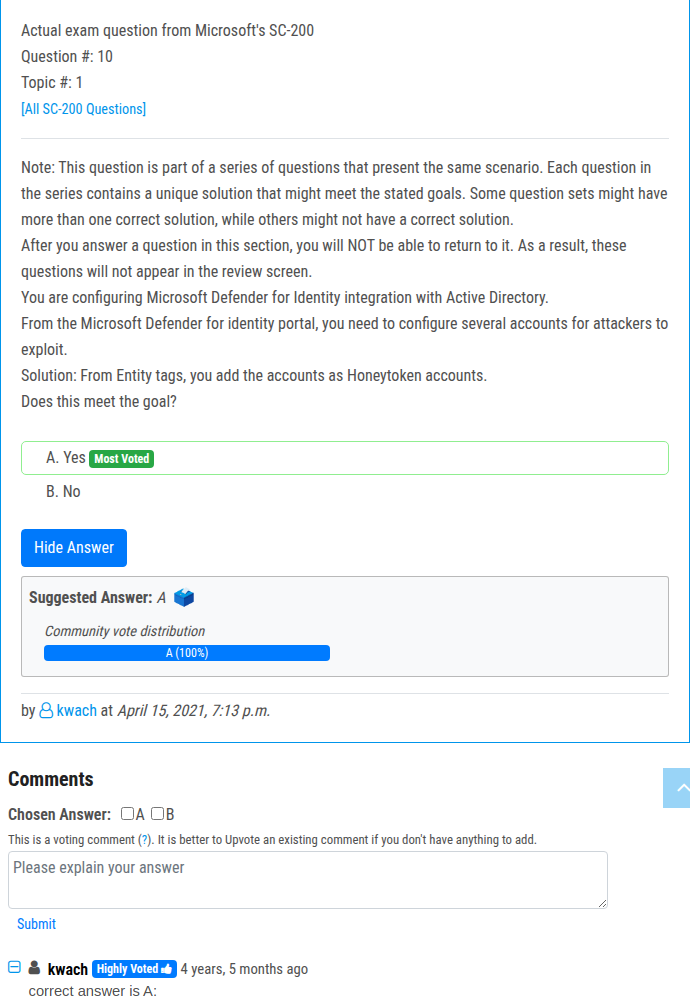 Actual exam question from Microsoft's SC-200
Question #: 10
Topic #: 1
[All SC-200 Questions]
Note: This question is part of a series of questions that present the same scenario. Each question in
the series contains a unique solution that might meet the stated goals. Some question sets might have
more than one correct solution, while others might not have a correct solution.
After you answer a question in this section, you will NOT be able to return to it. As a result, these
questions will not appear in the review screen.
You are configuring Microsoft Defender for Identity integration with Active Directory.
From the Microsoft Defender for identity portal, you need to configure several accounts for attackers to
exploit.
Solution: From Entity tags, you add the accounts as Honeytoken accounts.
Does this meet the goal?
A. Yes Most Voted
B. No
Hide Answer
Suggested Answer: A
Community vote distribution
A (100%)
by kwach at April 15, 2021, 7:13 p.m.
Comments
Chosen Answer: A B
This is a voting comment (?). It is better to Upvote an existing comment if you don't have anything to add.
Please explain your answer
Submit
kwach Highly Voted 4 years, 5 months ago
correct answer is A: